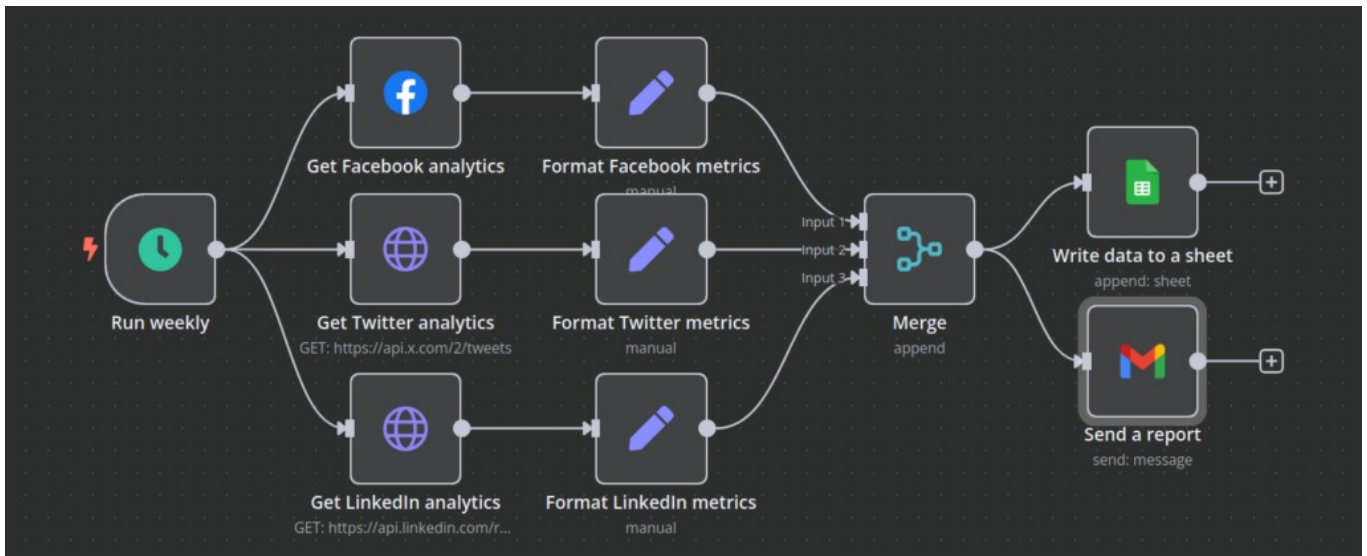 Get Facebook analytics
Format Facebook metrics
manual
Run weekly
Get Twitter analytics
GET: https://api.x.com/2/tweets
Format Twitter metrics
manual
Get LinkedIn analytics
GET: https://api.linkedin.com/r...
Format LinkedIn metrics
manual
Input 1
Input 2
Input 3
Merge
append
Write data to a sheet
append: sheet
Send a report
send: message